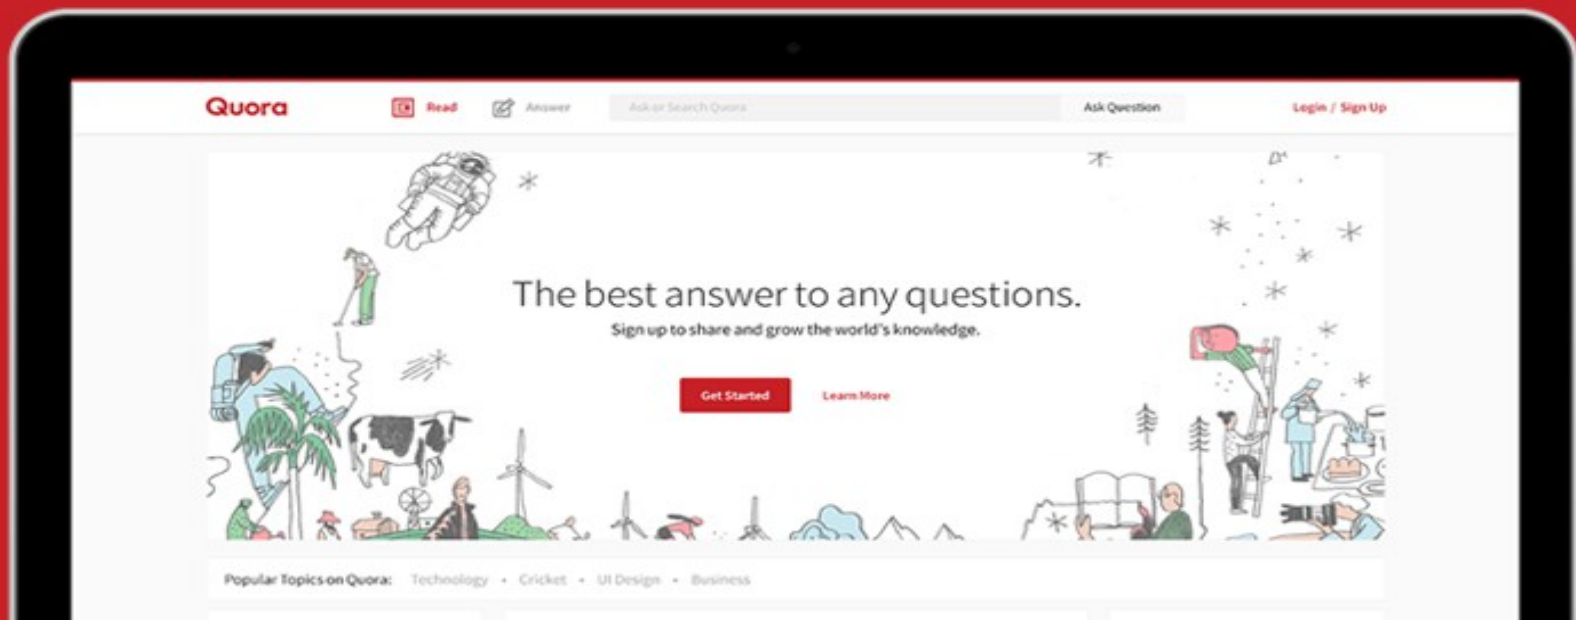 Quora Read Answer Ask or Search Quora Ask Question Login / Sign Up
The best answer to any questions.
Sign up to share and grow the world's knowledge.
Get Started Learn More
Popular Topics on Quora: Technology • Cricket • UI Design • Business